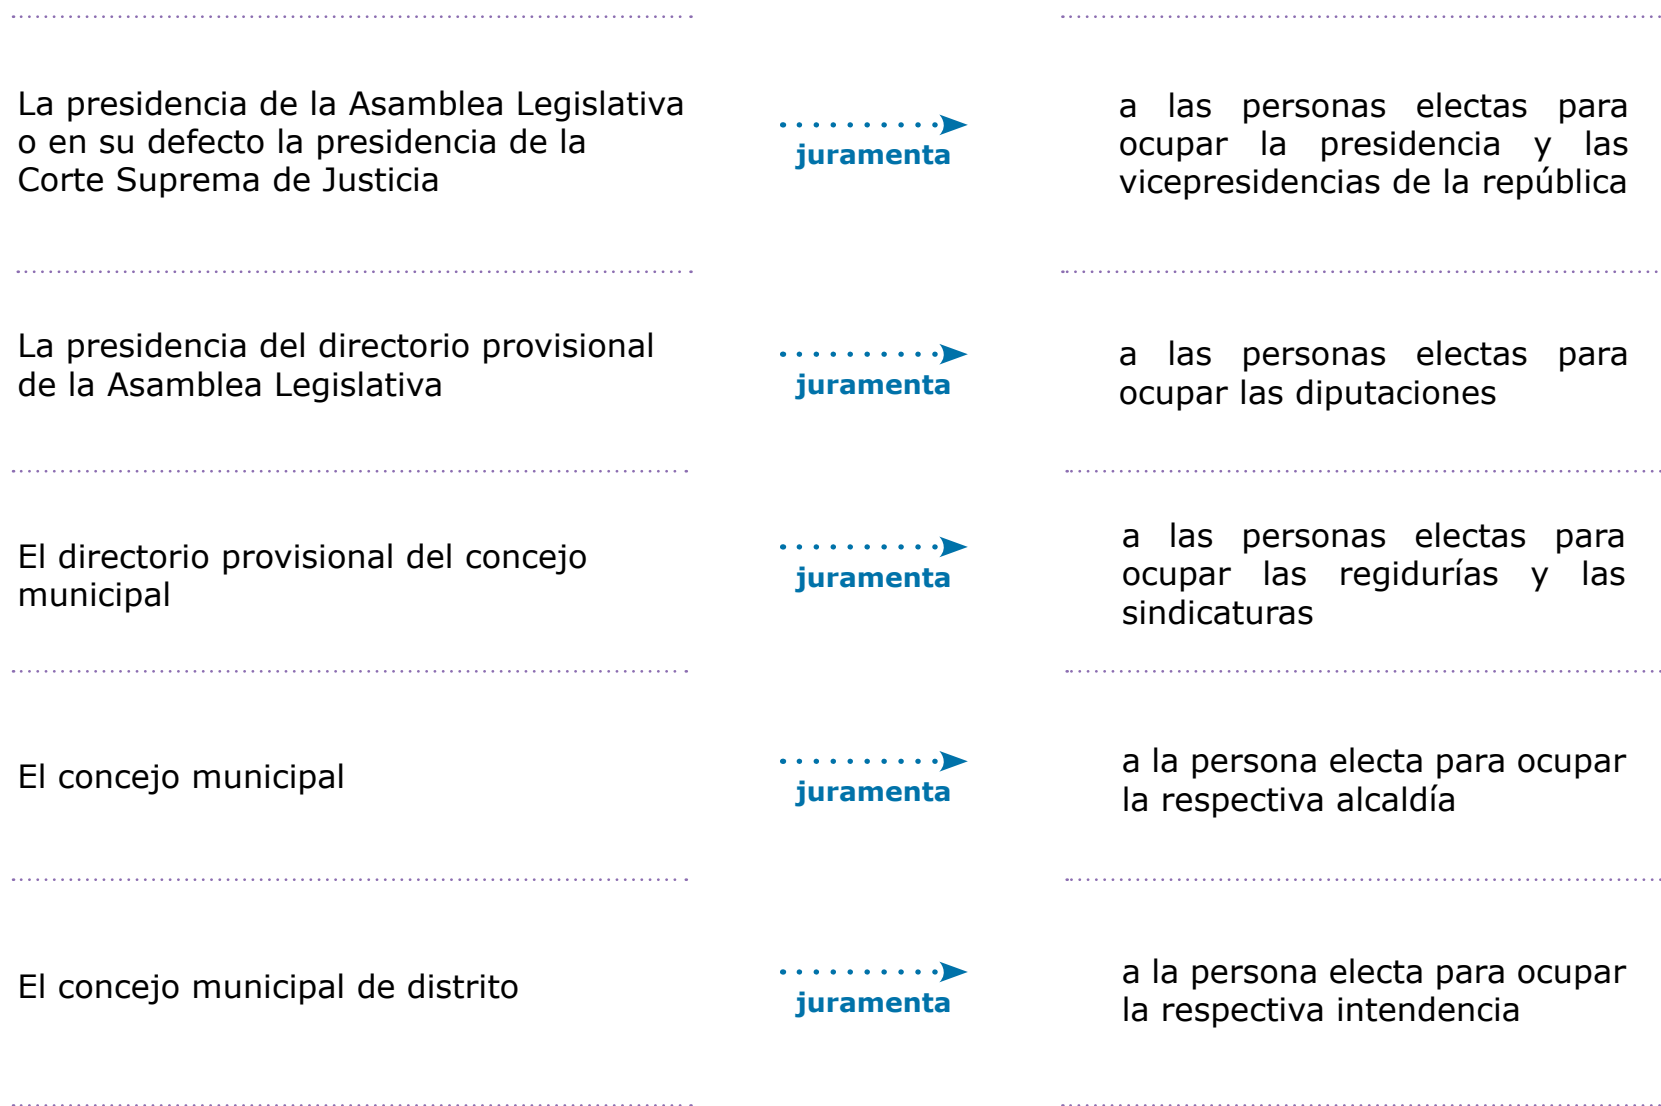 La presidencia de la Asamblea Legislativa
o en su defecto la presidencia de la
Corte Suprema de Justicia
juramenta
a las personas electas para
ocupar la presidencia y las
vicepresidencias de la república
La presidencia del directorio provisional
de la Asamblea Legislativa
juramenta
a las personas electas para
ocupar las diputaciones
El directorio provisional del concejo
municipal
juramenta
a las personas electas para
ocupar las regidurías y las
sindicaturas
El concejo municipal
juramenta
a la persona electa para ocupar
la respectiva alcaldía
El concejo municipal de distrito
juramenta
a la persona electa para ocupar
la respectiva intendencia